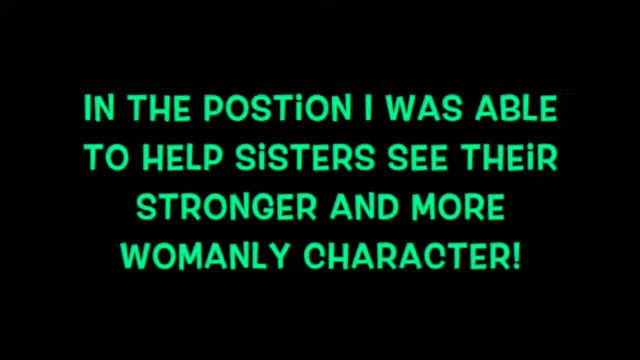 IN THE POSTION I WAS ABLE
TO HELP SISTERS SEE THEIR
STRONGER AND MORE
WOMANLY CHARACTER!